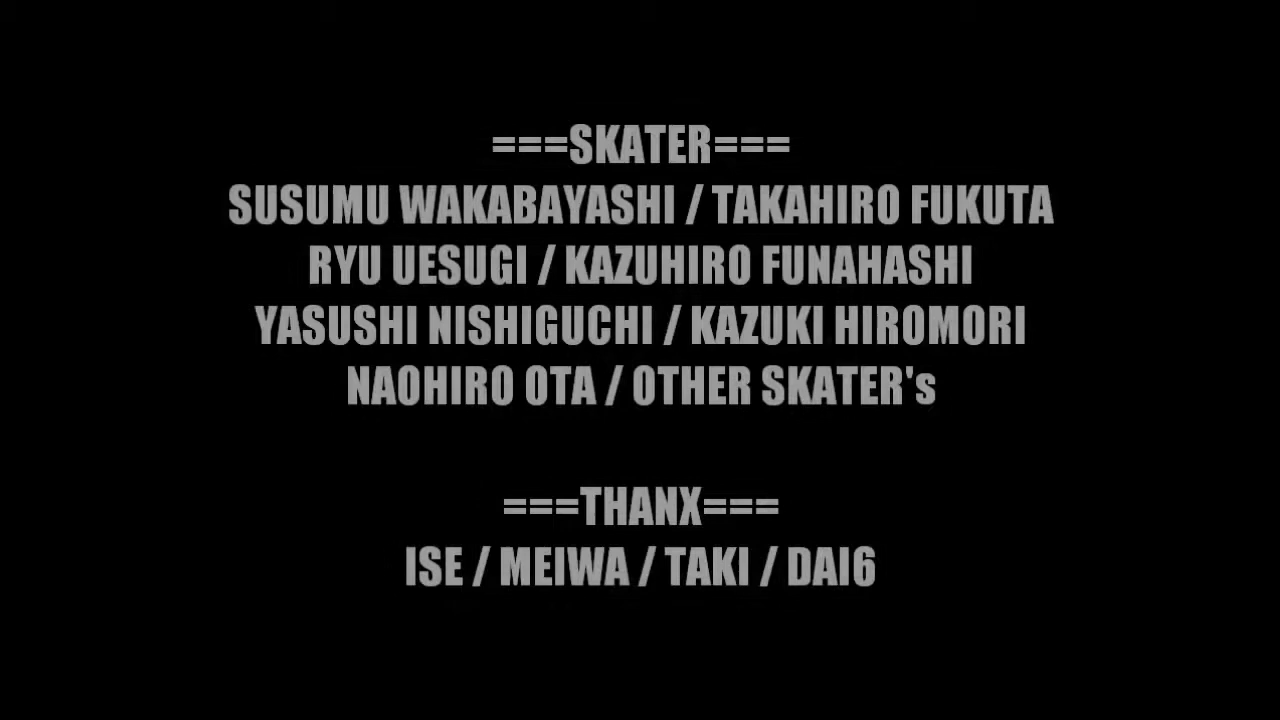 ===SKATER===
SUSUMU WAKABAYASHI / TAKAHIRO FUKUTA
RYU UESUGI / KAZUHIRO FUNAHASHI
YASUSHI NISHIGUCHI / KAZUKI HIROMORI
NAOHIRO OTA / OTHER SKATER's
===THANX===
ISE / MEIWA / TAKI / DAI6